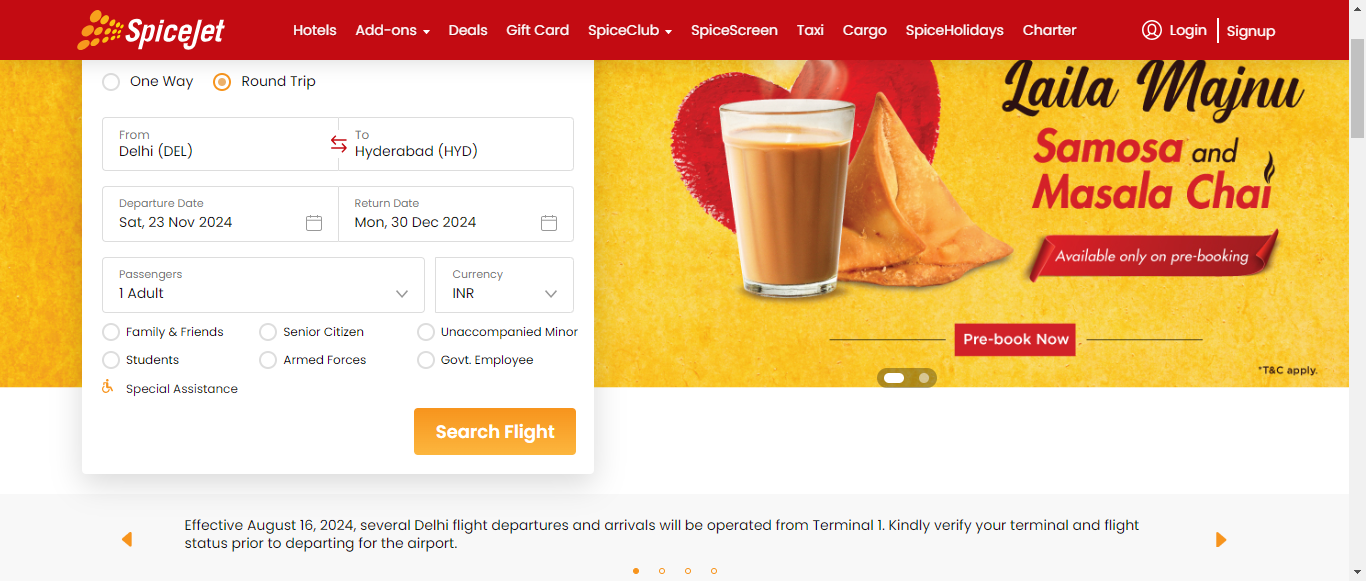 SpiceJet
Hotels Add-ons Deals Gift Card SpiceClub SpiceScreen Taxi Cargo SpiceHolidays Charter Login Signup
One Way Round Trip
From To
Delhi (DEL) Hyderabad (HYD)
Departure Date Return Date
Sat, 23 Nov 2024 Mon, 30 Dec 2024
Passengers Currency
1 Adult INR
Family & Friends Senior Citizen Unaccompanied Minor
Students Armed Forces Govt. Employee
Special Assistance
Search Flight
Laila Majnu
Samosa and
Masala Chai
Available only on pre-booking
Pre-book Now
*T&C apply.
Effective August 16, 2024, several Delhi flight departures and arrivals will be operated from Terminal 1. Kindly verify your terminal and flight
status prior to departing for the airport.